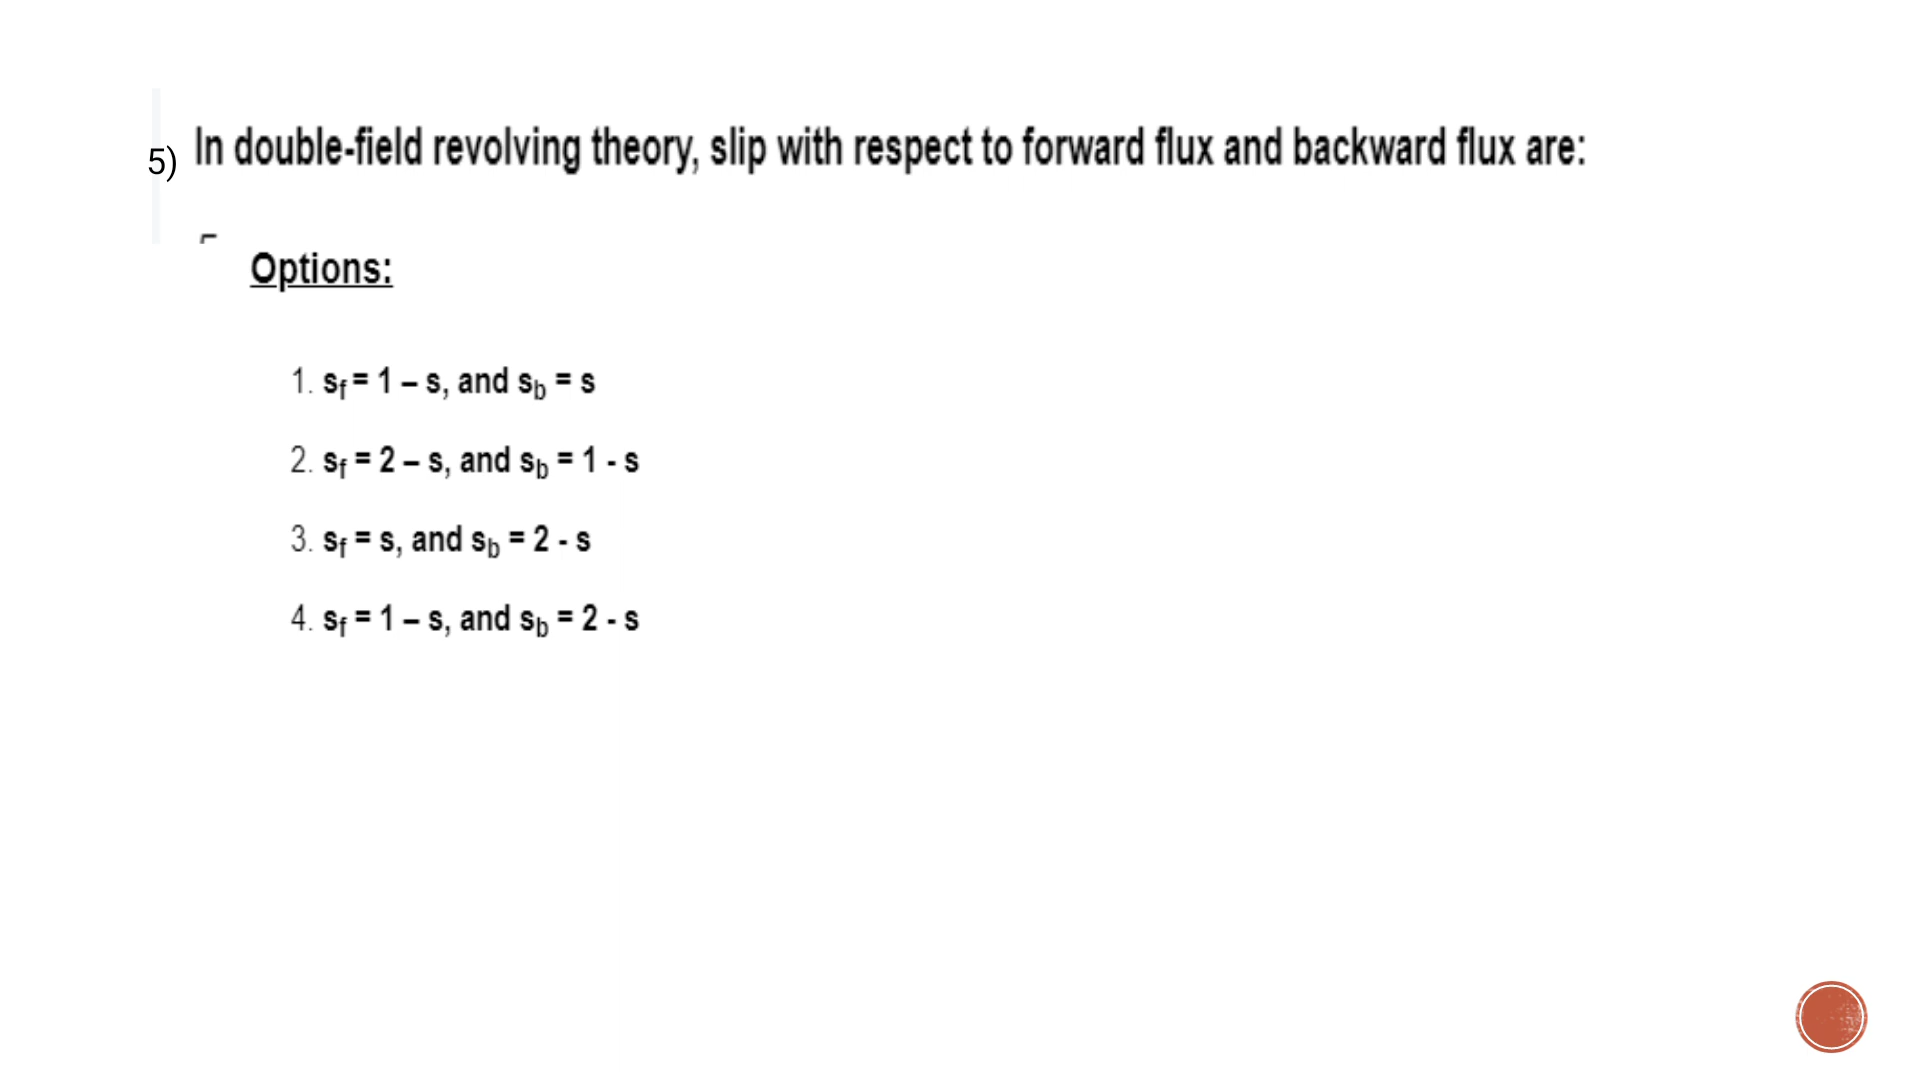 5) In double-field revolving theory, slip with respect to forward flux and backward flux are:
Options:
1. sf = 1 – s, and sb = s
2. sf = 2 – s, and sb = 1 - s
3. sf = s, and sb = 2 - s
4. sf = 1 – s, and sb = 2 - s